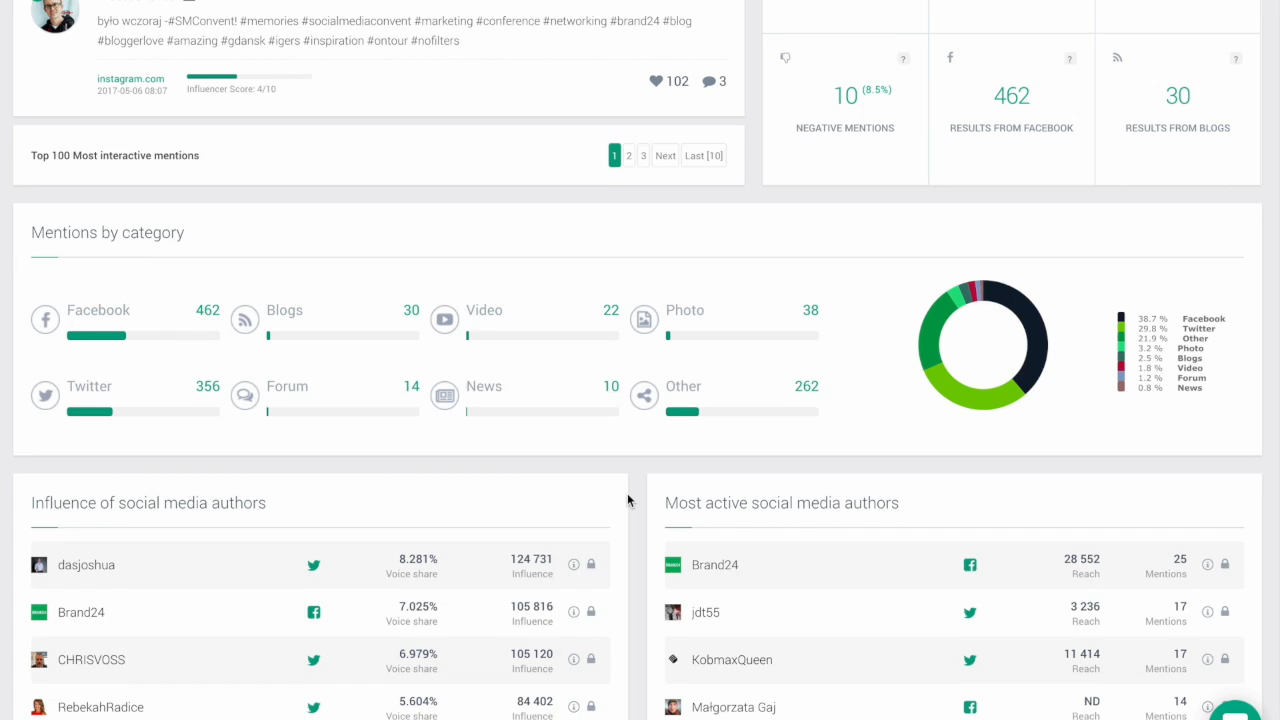 było wczoraj -#SMConvent! #memories #socialmediaconvent #marketing #conference #networking #brand24 #blog
#bloggerlove #amazing #gdansk #igers #inspiration #ontour #nofilters
instagram.com
2017-05-06 08:07
Influencer Score: 4/10
102
3
Top 100 Most interactive mentions
1
2
3
Next
Last [10]
?
10 (8.5%)
NEGATIVE MENTIONS
?
462
RESULTS FROM FACEBOOK
?
30
RESULTS FROM BLOGS
Mentions by category
Facebook 462
Blogs 30
Video 22
Photo 38
Twitter 356
Forum 14
News 10
Other 262
38.7 % Facebook
29.8 % Twitter
21.9 % Other
3.2 % Photo
2.5 % Blogs
1.8 % Video
1.2 % Forum
0.8 % News
Influence of social media authors
dasjoshua 8.281% 124 731
Voice share Influence
Brand24 7.025% 105 816
Voice share Influence
CHRISVOSS 6.979% 105 120
Voice share Influence
RebekahRadice 5.604% 84 402
Voice share Influence
Most active social media authors
Brand24 28 552 25
Reach Mentions
jdt55 3 236 17
Reach Mentions
KobmaxQueen 11 414 17
Reach Mentions
Małgorzata Gaj ND 14
Reach Mentions